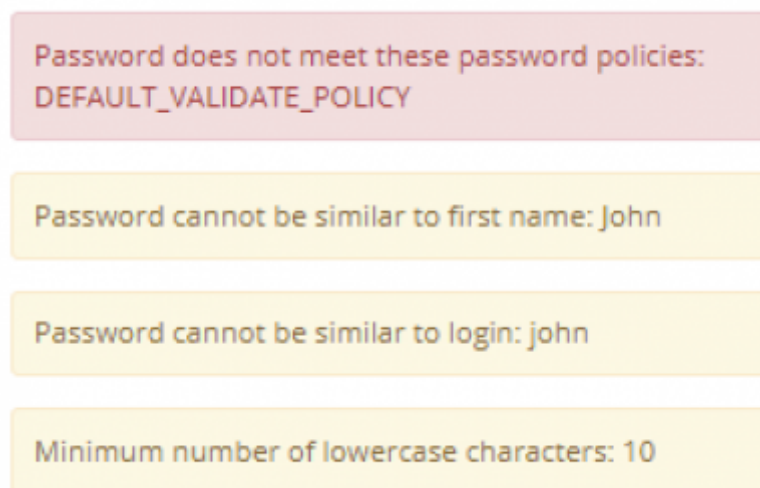 Password does not meet these password policies:
DEFAULT_VALIDATE_POLICY
Password cannot be similar to first name: John
Password cannot be similar to login: john
Minimum number of lowercase characters: 10